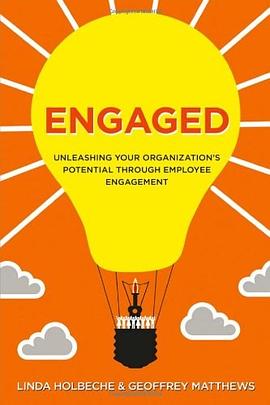 ENGAGED
UNLEASHING YOUR ORGANIZATION'S
POTENTIAL THROUGH EMPLOYEE
ENGAGEMENT
LINDA HOLBECHE & GEOFFREY MATTHEWS